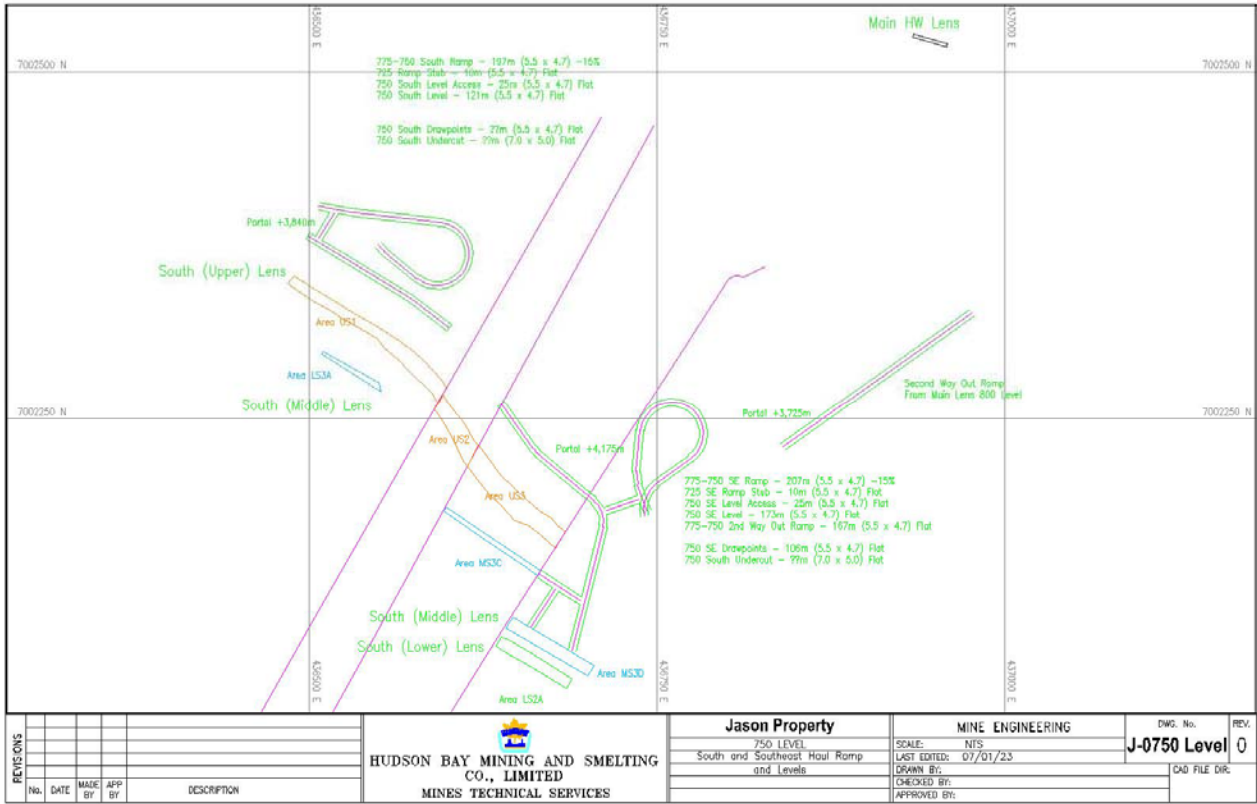 436500 E
436750 E
437000 E
Main HW Lens
7002500 N
7002500 N
775-750 South Ramp - 197m (5.5 x 4.7) -15%
725 Ramp Stub - 10m (5.5 x 4.7) Flat
750 South Level Access - 25m (5.5 x 4.7) Flat
750 South Level - 121m (5.5 x 4.7) Flat
750 South Drawpoints - ??m (5.5 x 4.7) Flat
750 South Undercut - ??m (7.0 x 5.0) Flat
Portal +3,840m
South (Upper) Lens
Area US1
Area LS3A
South (Middle) Lens
Second Way Out Ramp
From Main Lens 800 Level
7002250 N
7002250 N
Portal +3,725m
Area US2
Portal +4,175m
775-750 SE Ramp - 207m (5.5 x 4.7) -15%
725 SE Ramp Stub - 10m (5.5 x 4.7) Flat
750 SE Level Access - 25m (5.5 x 4.7) Flat
750 SE Level - 173m (5.5 x 4.7) Flat
775-750 2nd Way Out Ramp - 167m (5.5 x 4.7) Flat
750 SE Drawpoints - 106m (5.5 x 4.7) Flat
750 South Undercut - ??m (7.0 x 5.0) Flat
Area US3
Area MS3C
South (Middle) Lens
South (Lower) Lens
Area MS3D
Area LS2A
436500 E
436750 E
437000 E
REVISIONS
No.
DATE
MADE BY
APP BY
DESCRIPTION
HUDSON BAY MINING AND SMELTING
CO., LIMITED
MINES TECHNICAL SERVICES
Jason Property
750 LEVEL
South and Southeast Haul Ramp
and Levels
MINE ENGINEERING
SCALE: NTS
LAST EDITED: 07/01/23
DRAWN BY:
CHECKED BY:
APPROVED BY:
DWG. No.
J-0750 Level
REV.
0
CAD FILE DIR: